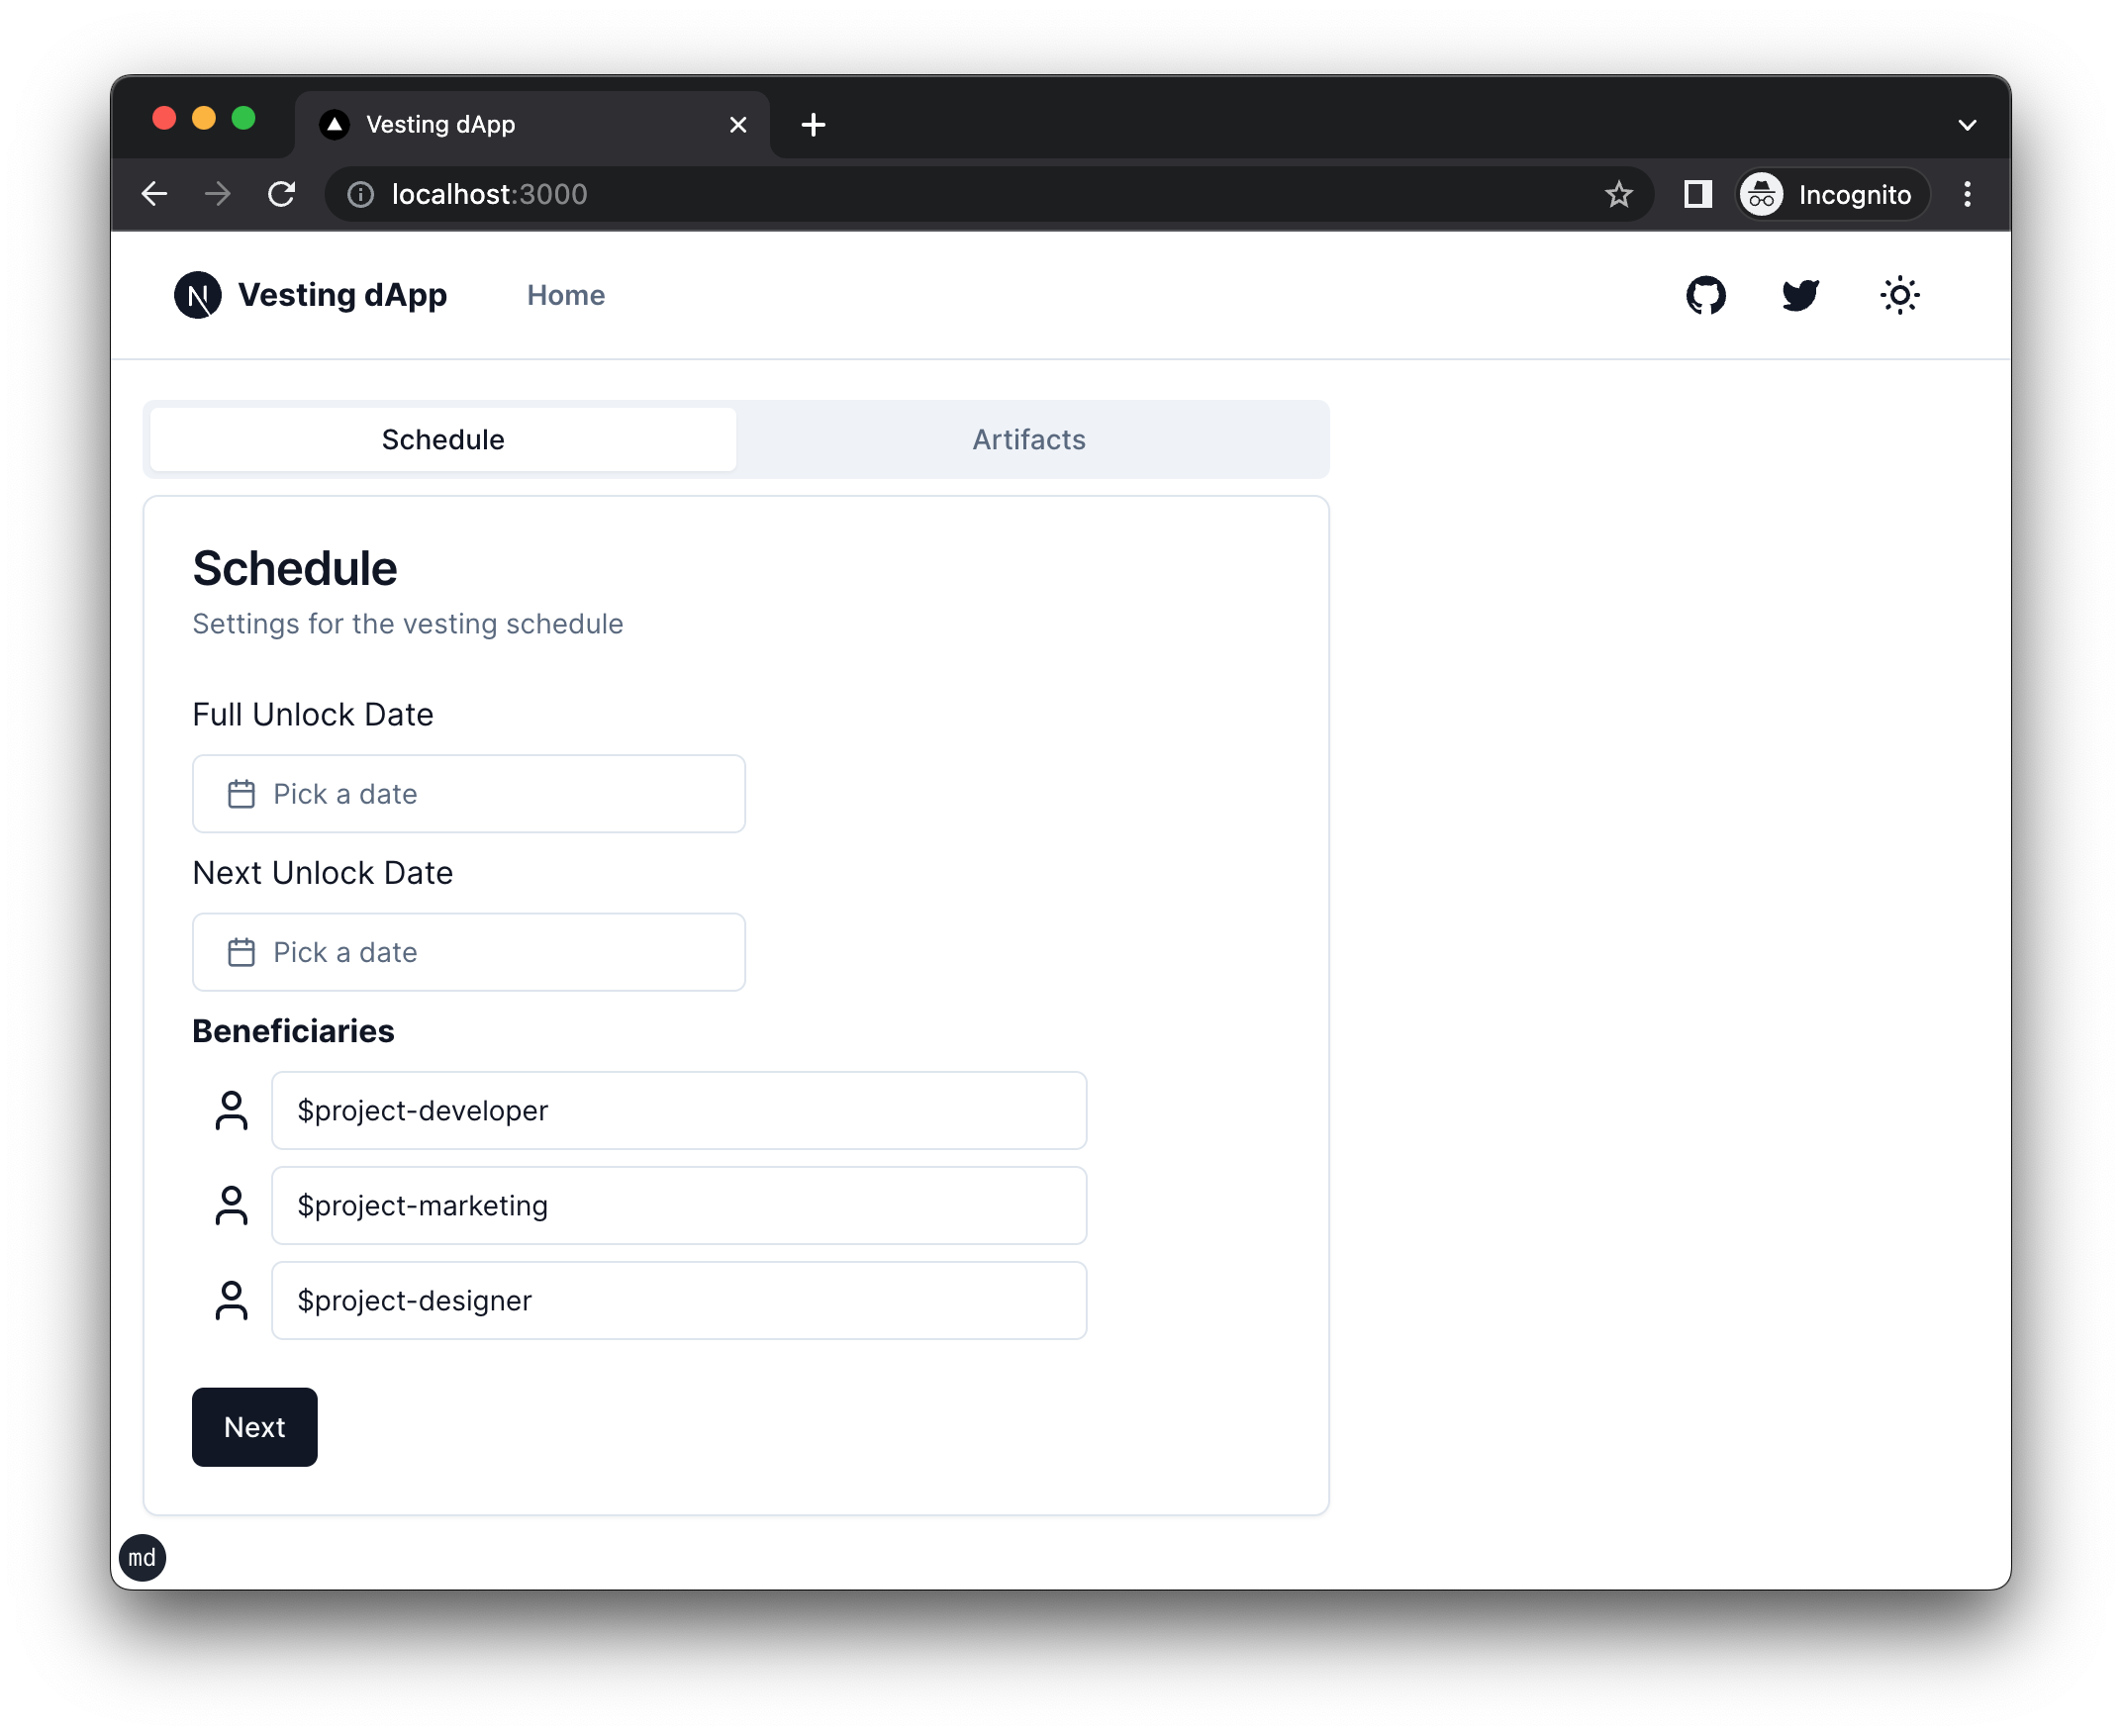 Vesting dApp
localhost:3000
Incognito
N Vesting dApp Home
Schedule Artifacts
Schedule
Settings for the vesting schedule
Full Unlock Date
Pick a date
Next Unlock Date
Pick a date
Beneficiaries
$project-developer
$project-marketing
$project-designer
Next
md